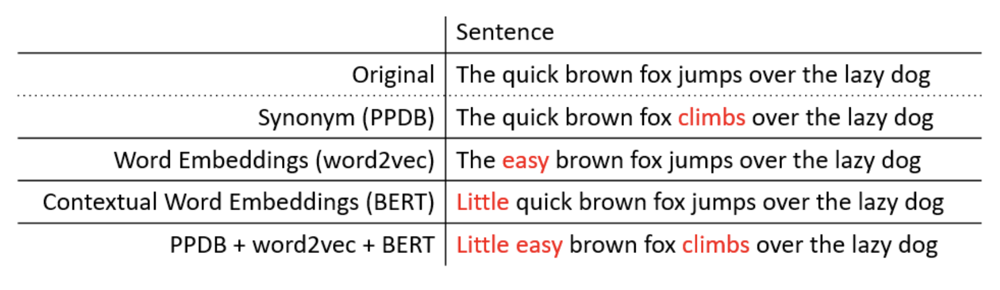 Sentence
Original The quick brown fox jumps over the lazy dog
Synonym (PPDB) The quick brown fox climbs over the lazy dog
Word Embeddings (word2vec) The easy brown fox jumps over the lazy dog
Contextual Word Embeddings (BERT) Little quick brown fox jumps over the lazy dog
PPDB + word2vec + BERT Little easy brown fox climbs over the lazy dog